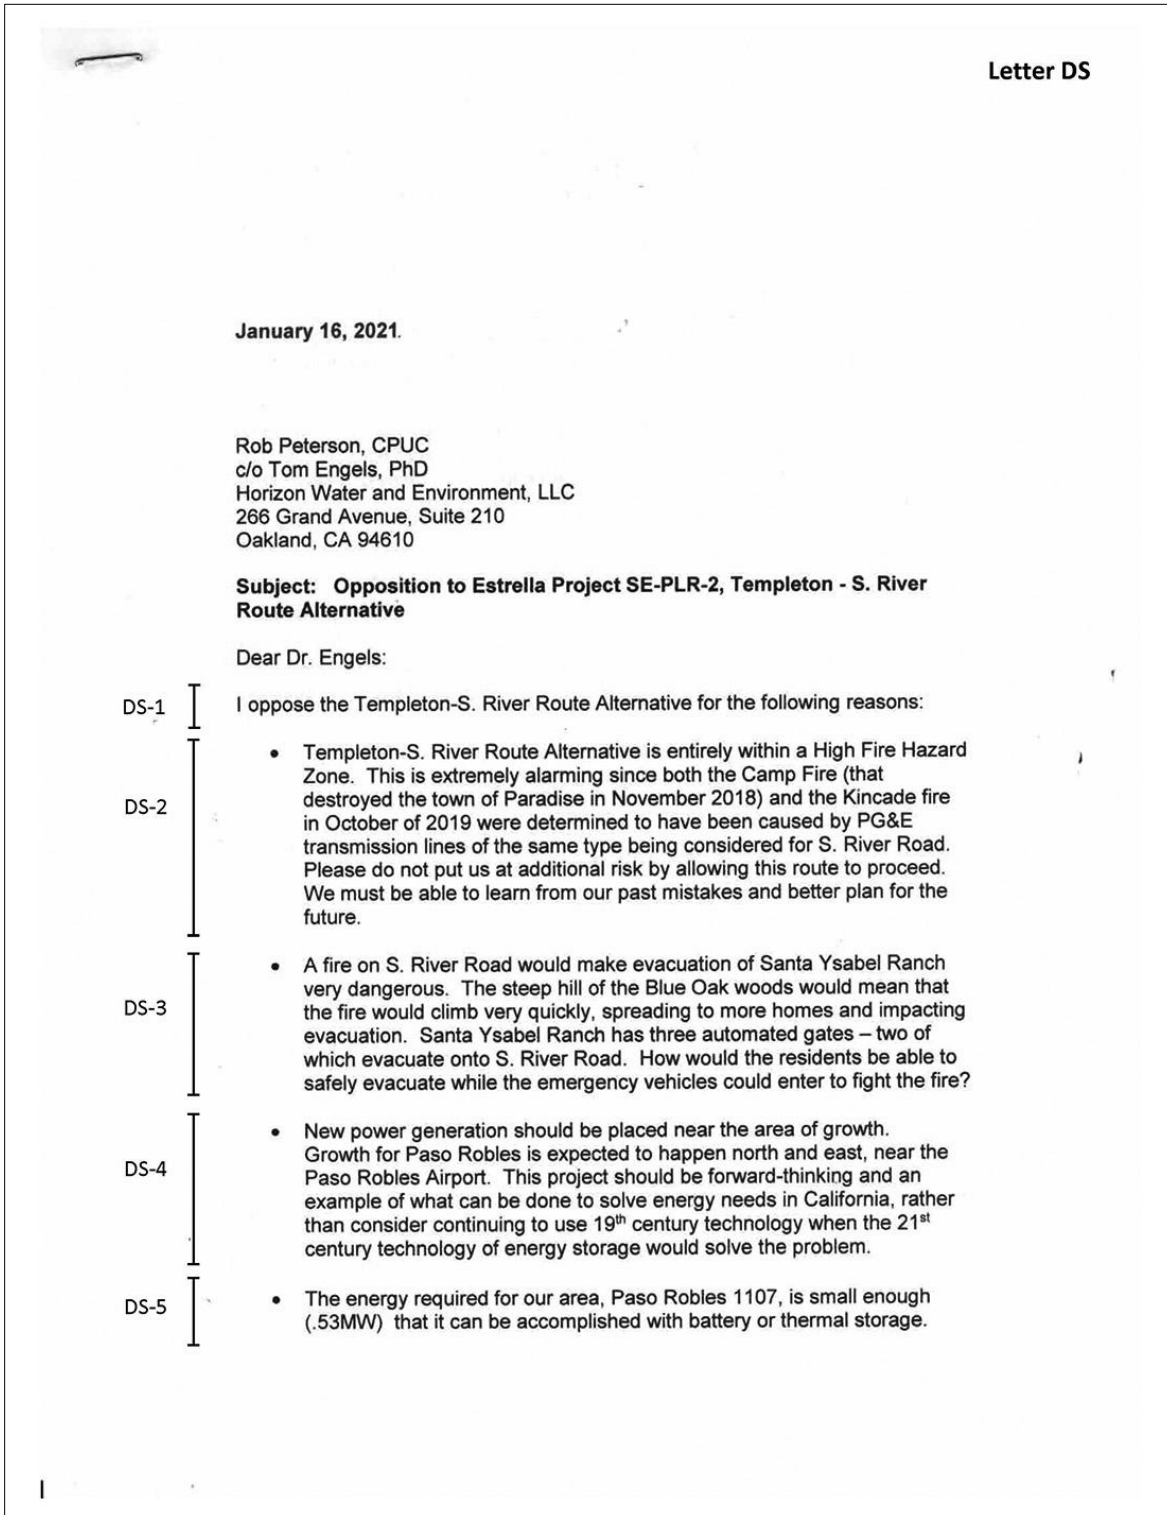 Letter DS
January 16, 2021.
Rob Peterson, CPUC
c/o Tom Engels, PhD
Horizon Water and Environment, LLC
266 Grand Avenue, Suite 210
Oakland, CA 94610
Subject: Opposition to Estrella Project SE-PLR-2, Templeton - S. River
Route Alternative
Dear Dr. Engels:
DS-1
I oppose the Templeton-S. River Route Alternative for the following reasons:
DS-2
• Templeton-S. River Route Alternative is entirely within a High Fire Hazard
Zone. This is extremely alarming since both the Camp Fire (that
destroyed the town of Paradise in November 2018) and the Kincade fire
in October of 2019 were determined to have been caused by PG&E
transmission lines of the same type being considered for S. River Road.
Please do not put us at additional risk by allowing this route to proceed.
We must be able to learn from our past mistakes and better plan for the
future.
DS-3
• A fire on S. River Road would make evacuation of Santa Ysabel Ranch
very dangerous. The steep hill of the Blue Oak woods would mean that
the fire would climb very quickly, spreading to more homes and impacting
evacuation. Santa Ysabel Ranch has three automated gates – two of
which evacuate onto S. River Road. How would the residents be able to
safely evacuate while the emergency vehicles could enter to fight the fire?
DS-4
• New power generation should be placed near the area of growth.
Growth for Paso Robles is expected to happen north and east, near the
Paso Robles Airport. This project should be forward-thinking and an
example of what can be done to solve energy needs in California, rather
than consider continuing to use 19th century technology when the 21st
century technology of energy storage would solve the problem.
DS-5
• The energy required for our area, Paso Robles 1107, is small enough
(.53MW) that it can be accomplished with battery or thermal storage.